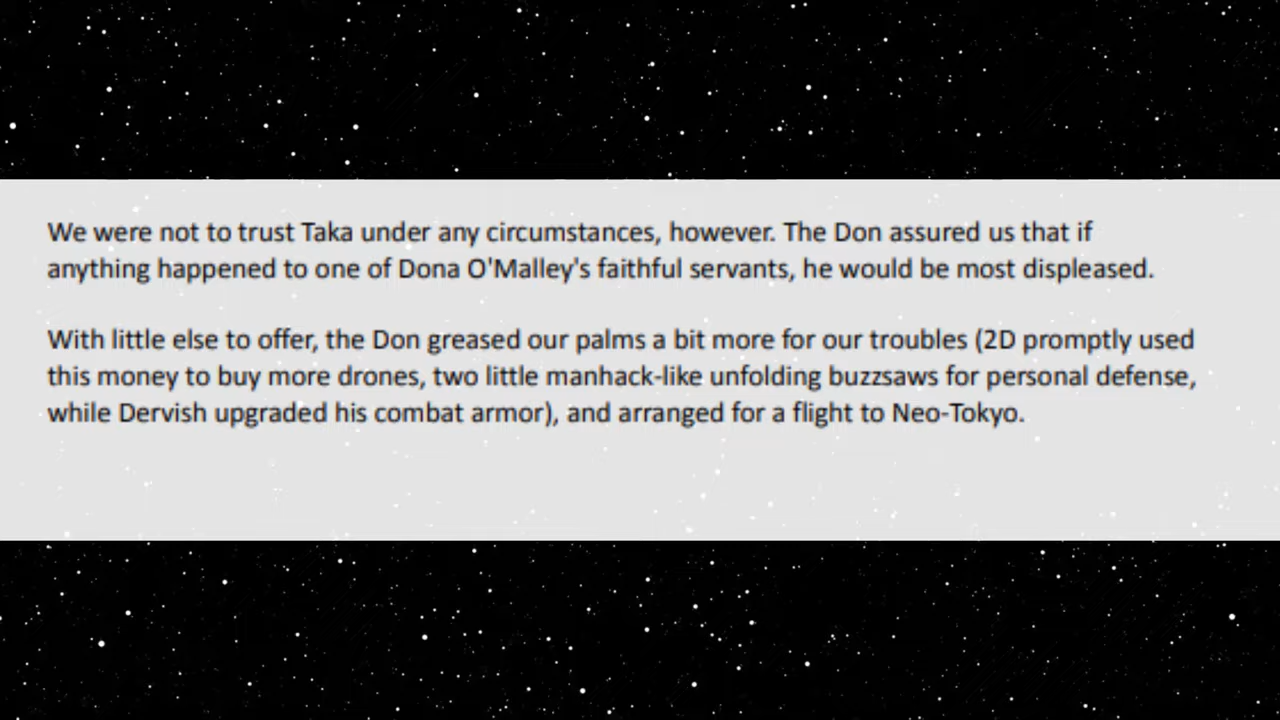 We were not to trust Taka under any circumstances, however. The Don assured us that if
anything happened to one of Dona O'Malley's faithful servants, he would be most displeased.
With little else to offer, the Don greased our palms a bit more for our troubles (2D promptly used
this money to buy more drones, two little manhack-like unfolding buzzsaws for personal defense,
while Dervish upgraded his combat armor), and arranged for a flight to Neo-Tokyo.